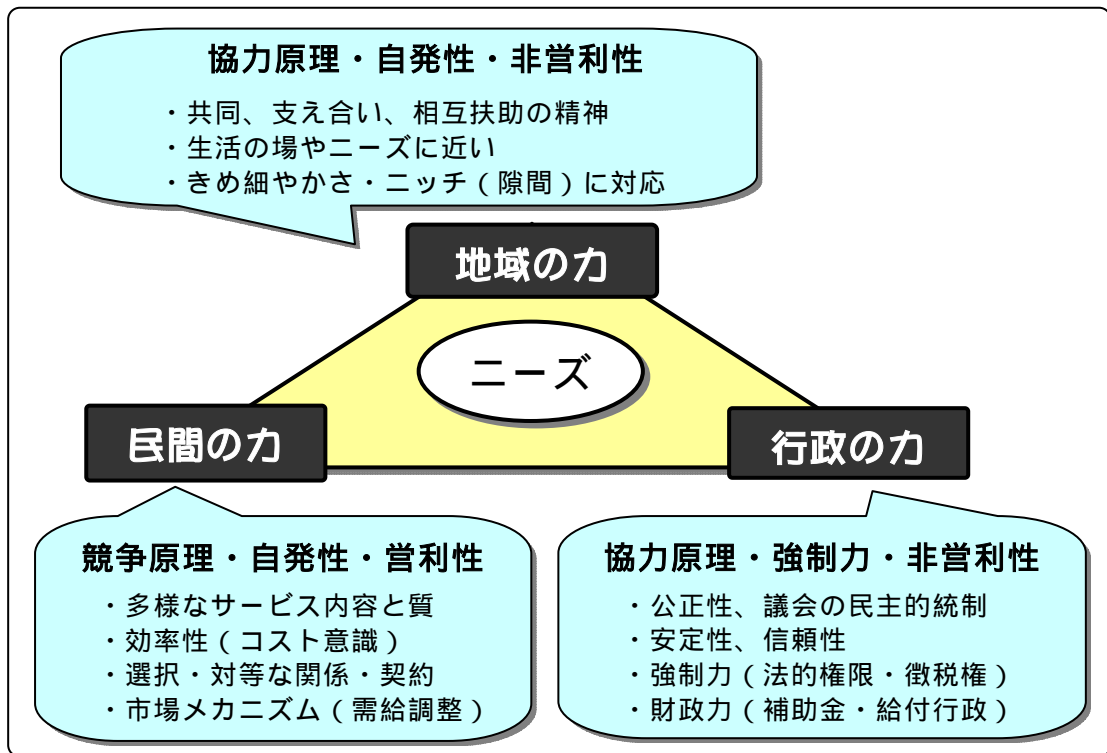 協力原理・自発性・非営利性
・共同、支え合い、相互扶助の精神
・生活の場やニーズに近い
・きめ細やかさ・ニッチ（隙間）に対応
地域の力
ニーズ
民間の力
行政の力
競争原理・自発性・営利性
・多様なサービス内容と質
・効率性（コスト意識）
・選択・対等な関係・契約
・市場メカニズム（需給調整）
協力原理・強制力・非営利性
・公正性、議会の民主的統制
・安定性、信頼性
・強制力（法的権限・徴税権）
・財政力（補助金・給付行政）